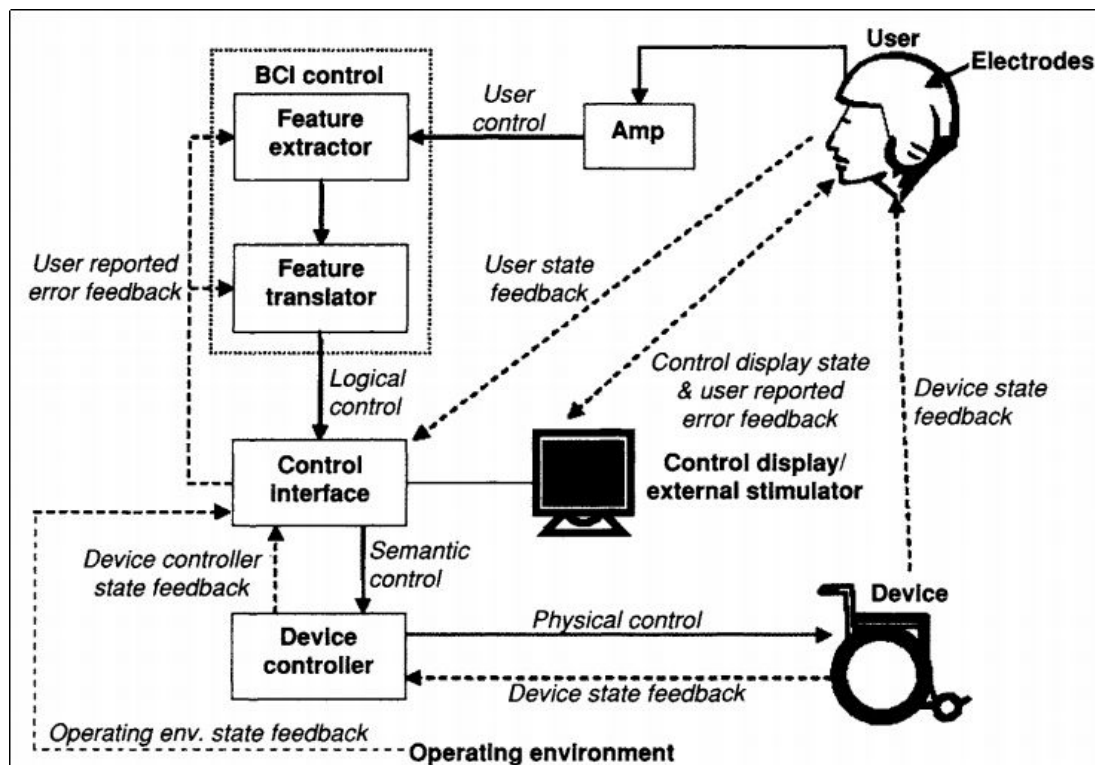 User
Electrodes
BCI control
Feature
extractor
User
control
Amp
User reported
error feedback
Feature
translator
User state
feedback
Logical
control
Control display state
& user reported
error feedback
Device state
feedback
Control
interface
Control display/
external stimulator
Device controller
state feedback
Semantic
control
Device
controller
Physical control
Device
Device state feedback
Operating env. state feedback
Operating environment